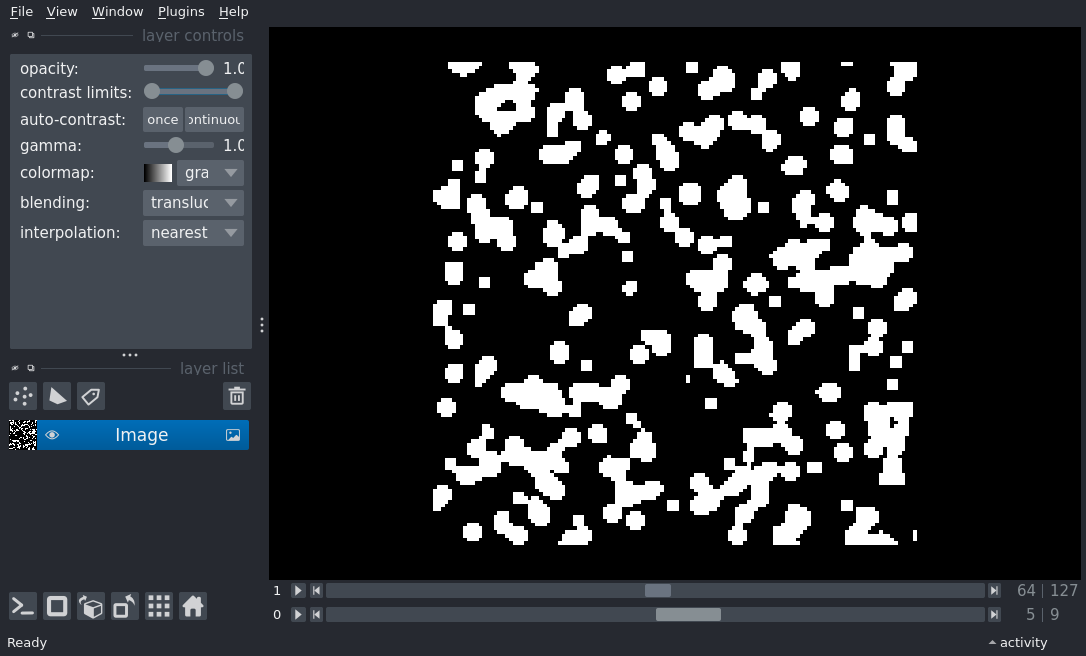 File View Window Plugins Help
layer controls
opacity: 1.0
contrast limits:
auto-contrast: once ontinuou
gamma: 1.0
colormap: gra
blending: transluc
interpolation: nearest
layer list
Image
1 64 | 127
0 5 | 9
Ready activity